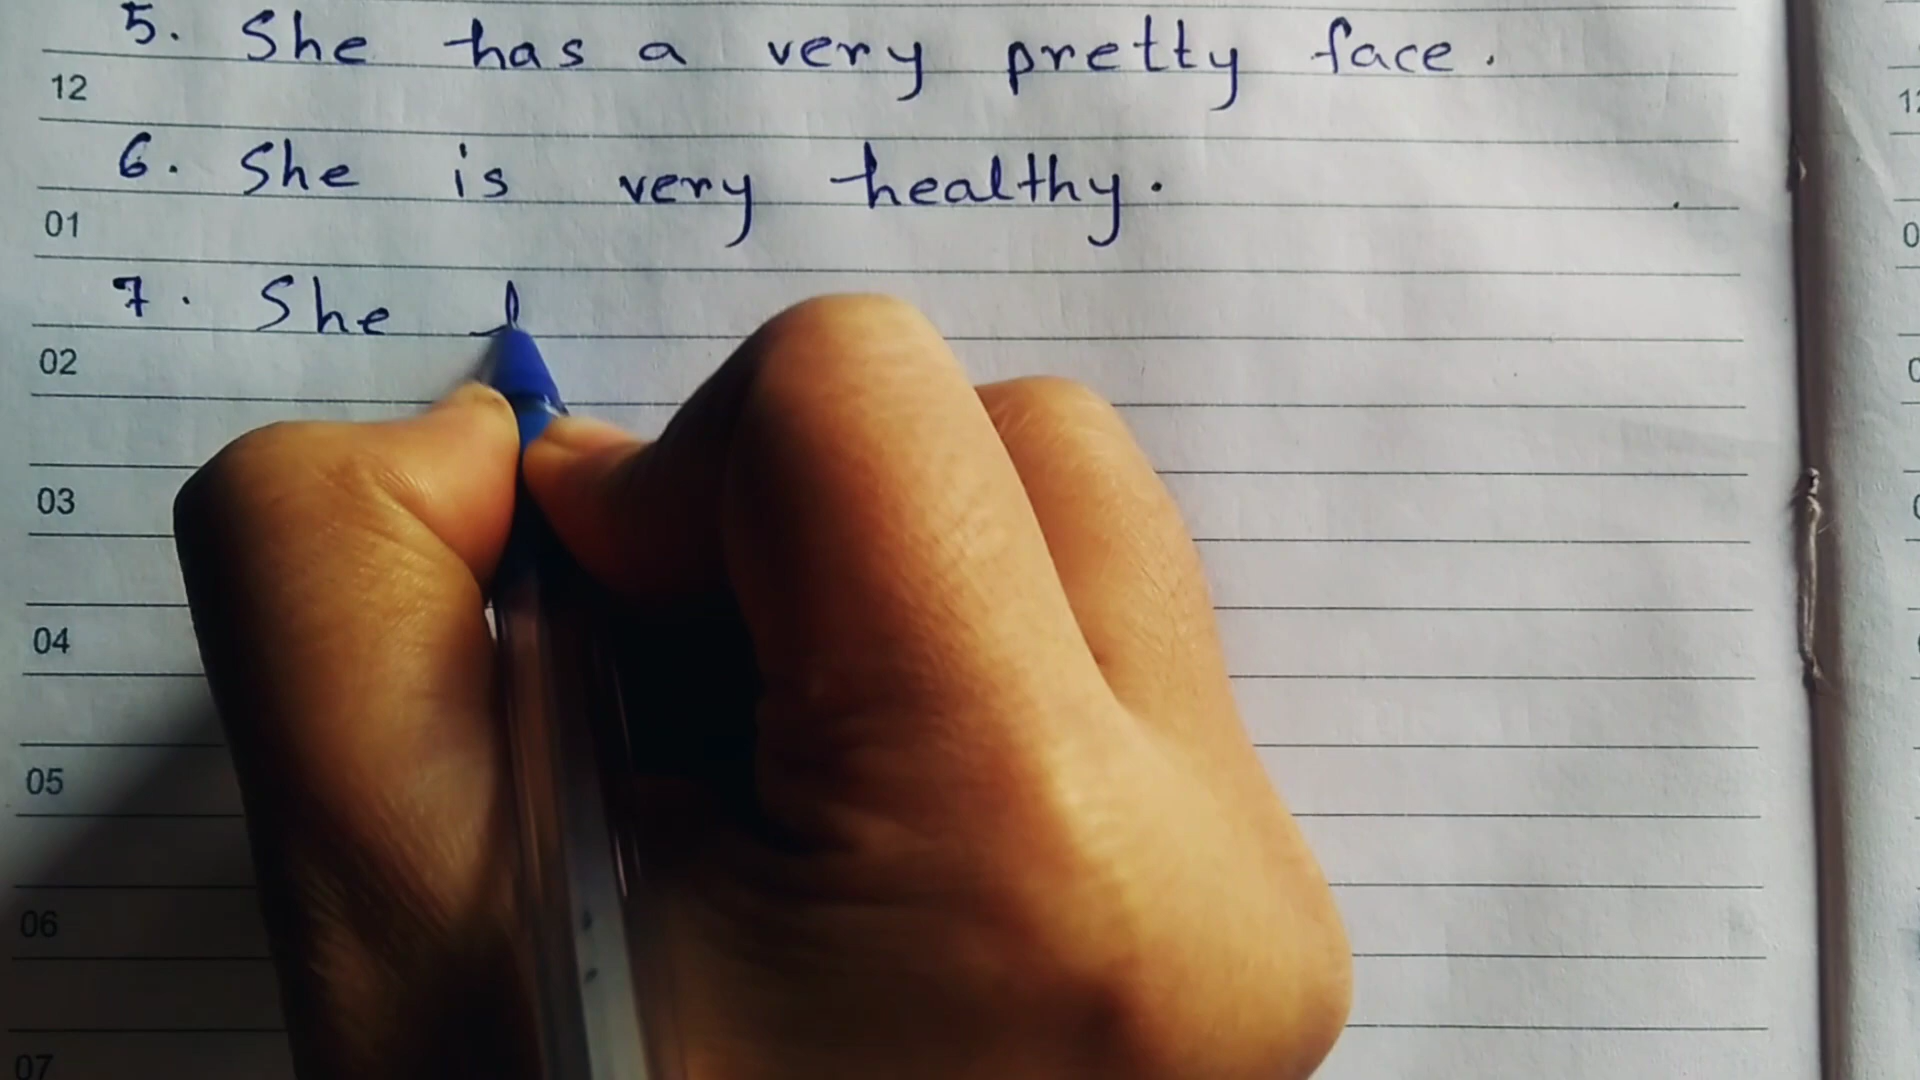 5. She has a very pretty face.
12
6. She is very healthy.
01
7. She
02
03
04
05
06
07